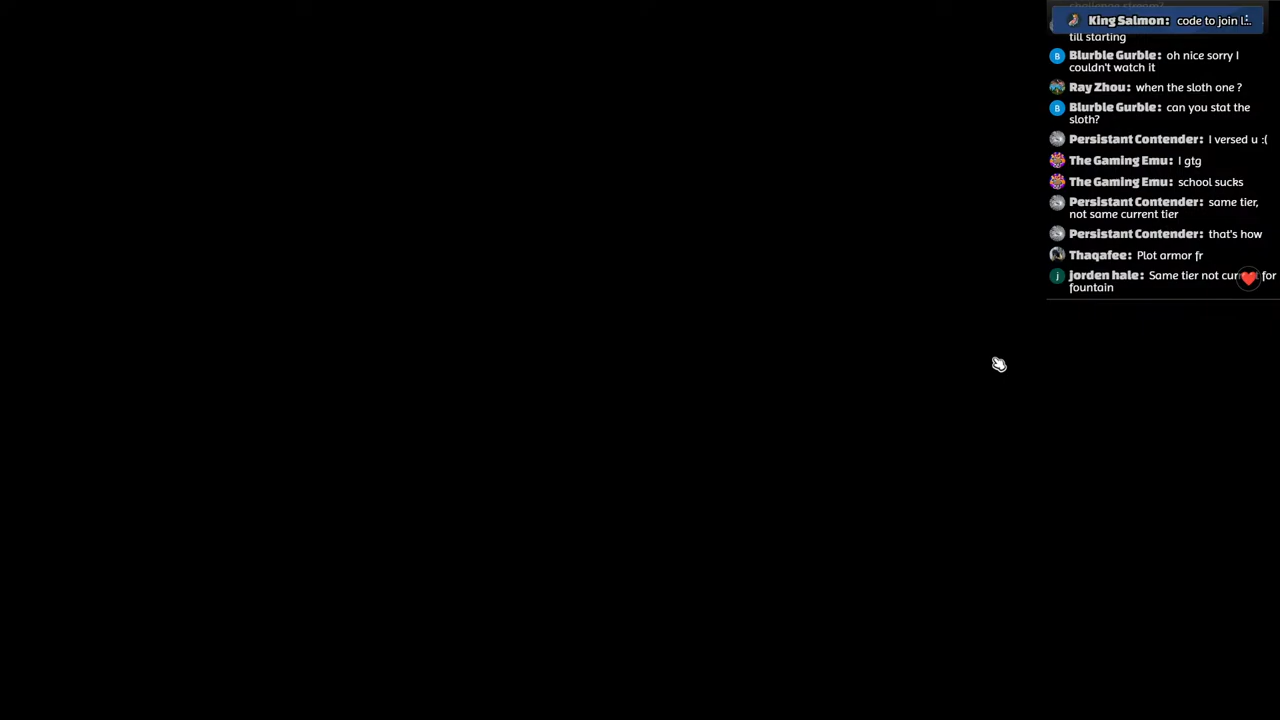 challenge stream?
King Salmon: code to join l...
till starting
Blurble Gurble: oh nice sorry I
couldn't watch it
Ray Zhou: when the sloth one ?
Blurble Gurble: can you stat the
sloth?
Persistant Contender: I versed u :(
The Gaming Emu: I gtg
The Gaming Emu: school sucks
Persistant Contender: same tier,
not same current tier
Persistant Contender: that's how
Thaqafee: Plot armor fr
jorden hale: Same tier not for
fountain